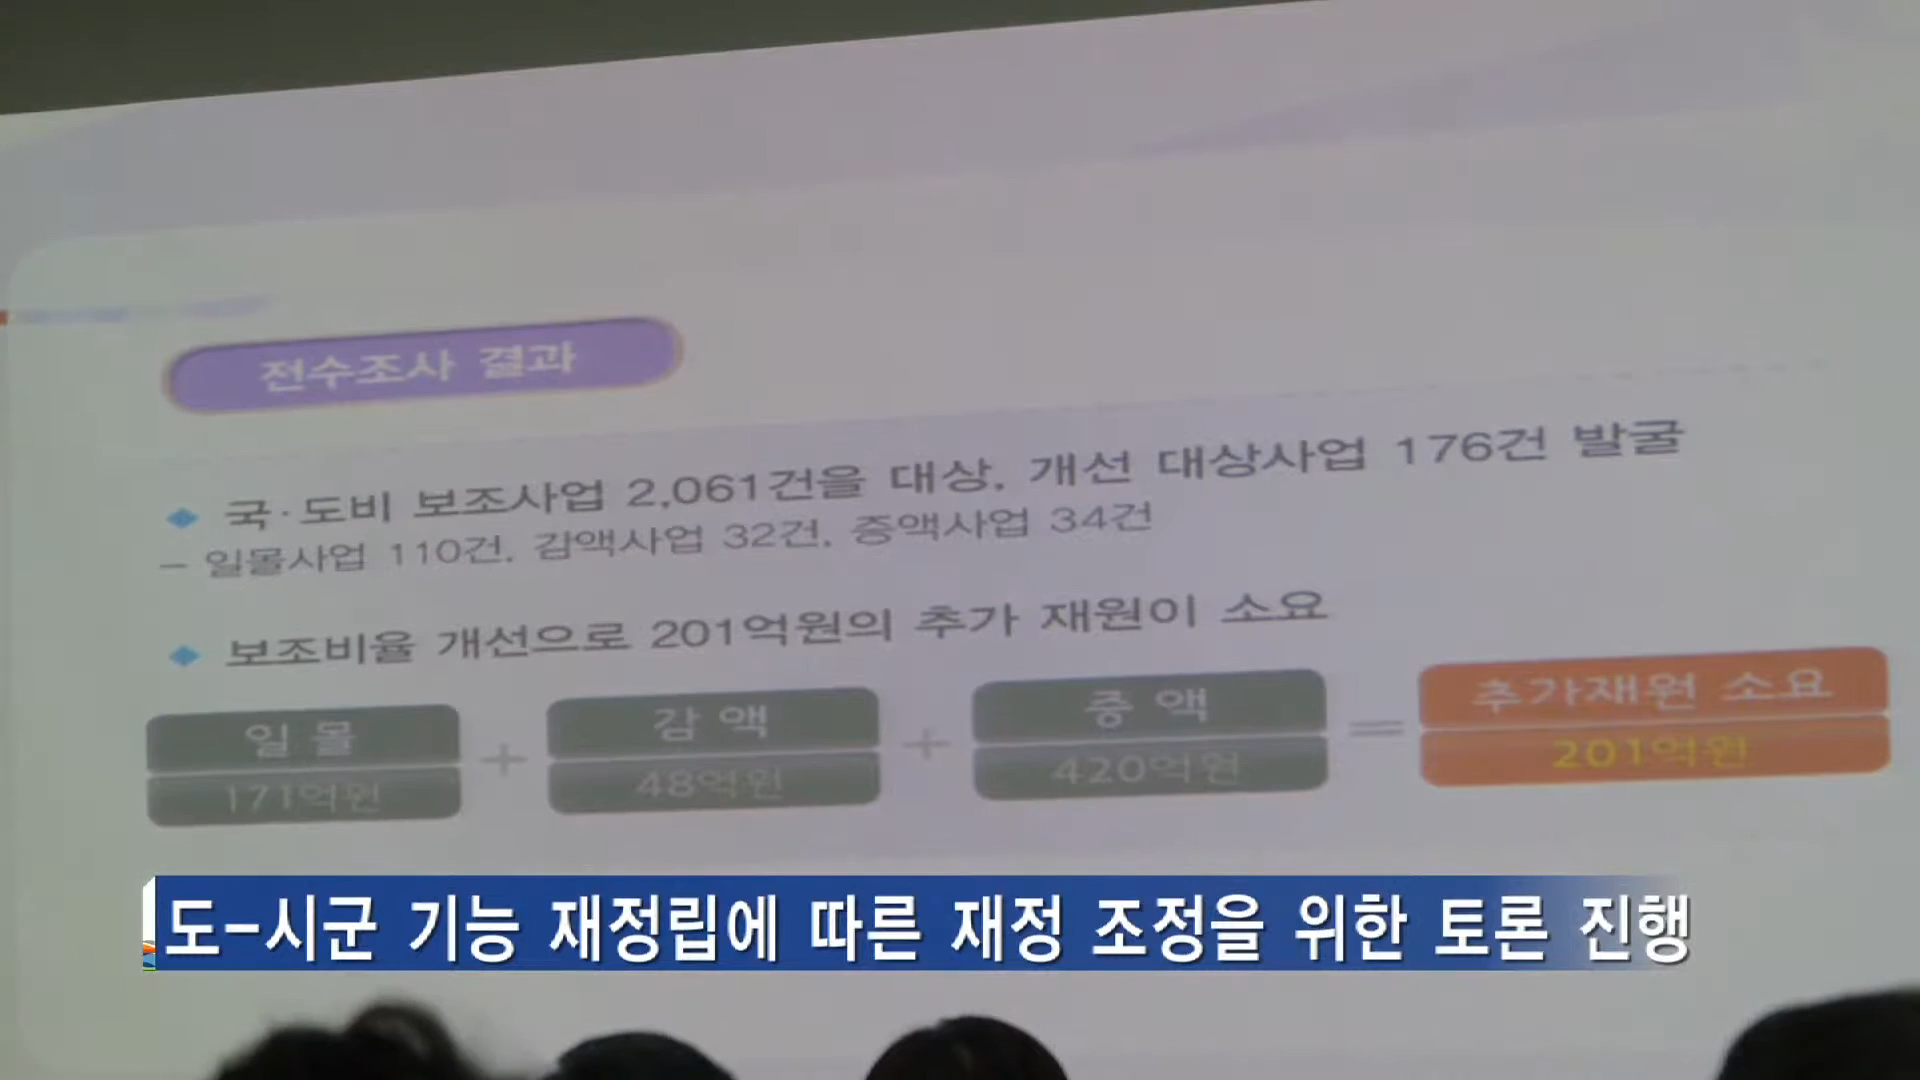 전수조사 결과
국·도비 보조사업 2,061건을 대상, 개선 대상사업 176건 발굴
- 일몰사업 110건, 감액사업 32건, 증액사업 34건
보조비율 개선으로 201억원의 추가 재원이 소요
일 몰 + 감 액 + 증 액 = 추가재원 소요
171억원 48억원 420억원 201억원
도-시군 기능 재정립에 따른 재정 조정을 위한 토론 진행